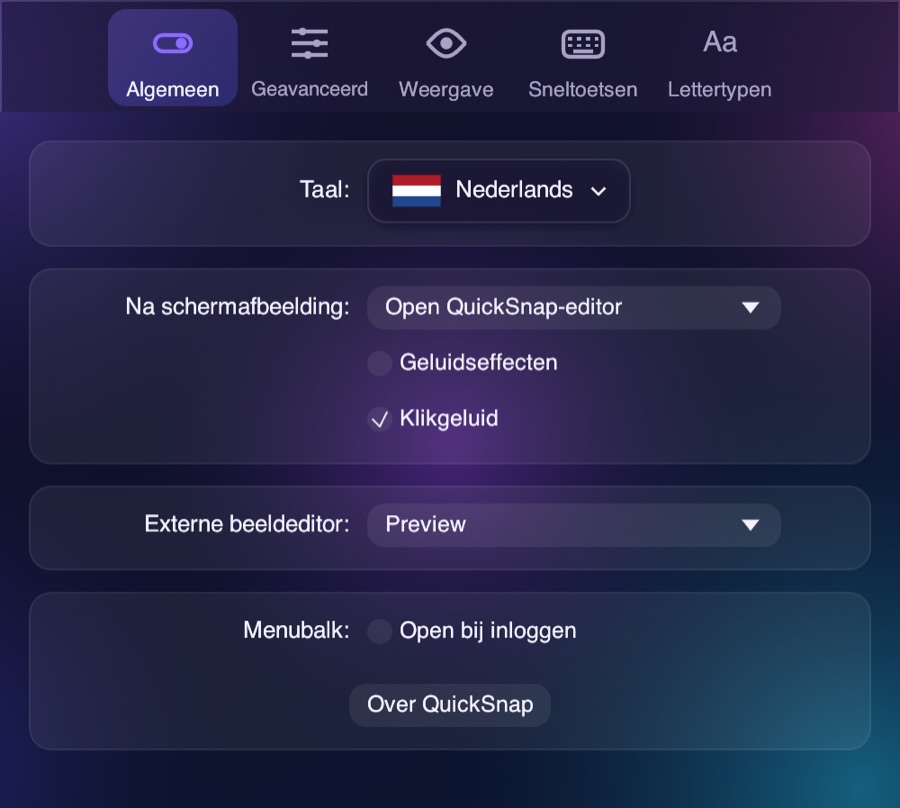 Aa
Algemeen Geavanceerd Weergave Sneltoetsen Lettertypen
Taal: Nederlands
Na schermafbeelding: Open QuickSnap-editor
Geluidseffecten
Klikgeluid
Externe beeldeditor: Preview
Menubalk: Open bij inloggen
Over QuickSnap